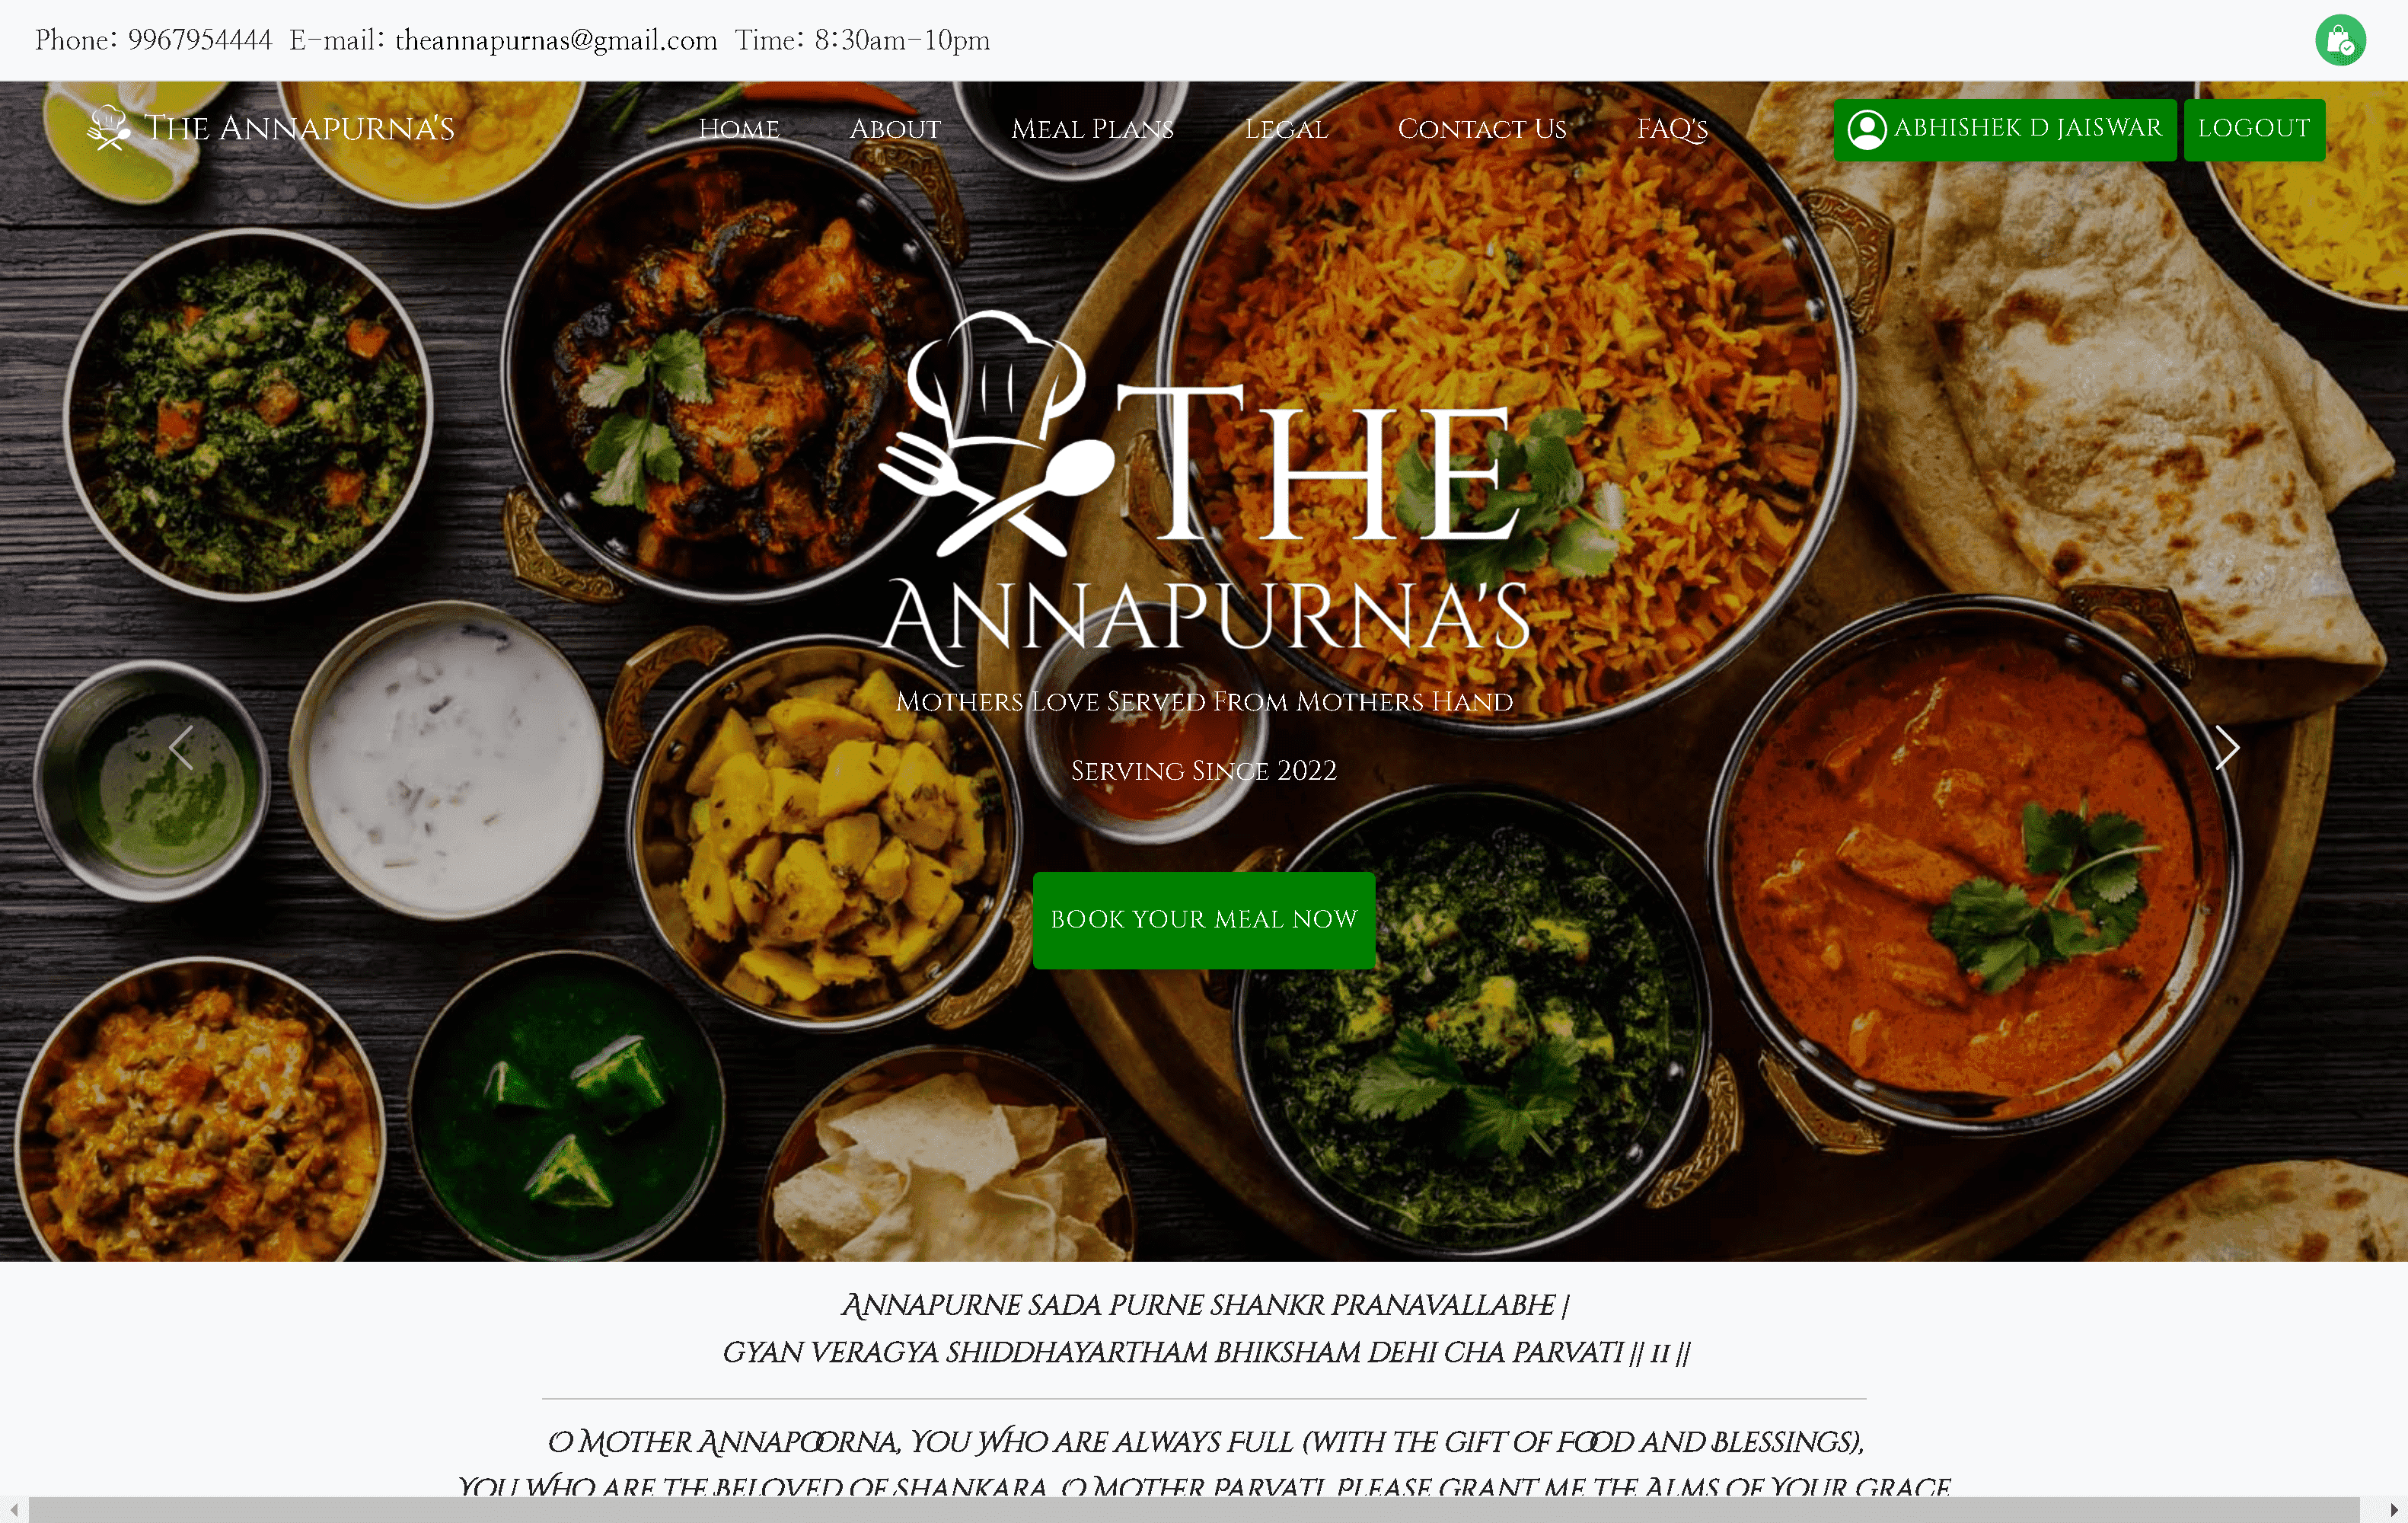 Phone: 9967954444 E-mail: theannapurnas@gmail.com Time: 8:30am-10pm
The Annapurna's
Home About Meal Plans Legal Contact Us FAQ's
ABHISHEK D JAISWAR LOGOUT
The
Annapurna's
Mothers Love Served From Mothers Hand
Serving Since 2022
BOOK YOUR MEAL NOW
Annapurne sada purne shankr pranavallabhe |
gyan veragya shiddhayartham bhiksham dehi cha parvati || 11 ||
O Mother Annapoorna, You Who are always Full (with the gift of Food and Blessings),
You Who are the Beloved of Shankara, O Mother Parvati, Please grant me the Alms of Your Grace